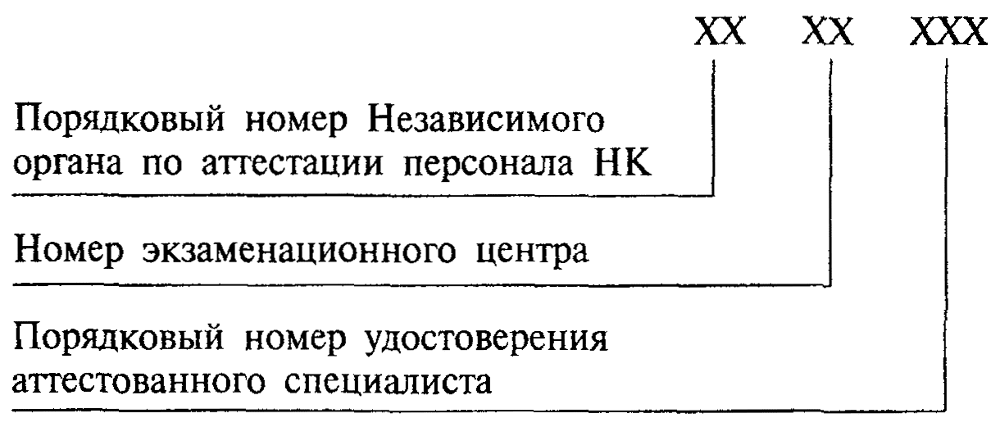 XX XX XXX
Порядковый номер Независимого
органа по аттестации персонала НК
Номер экзаменационного центра
Порядковый номер удостоверения
аттестованного специалиста